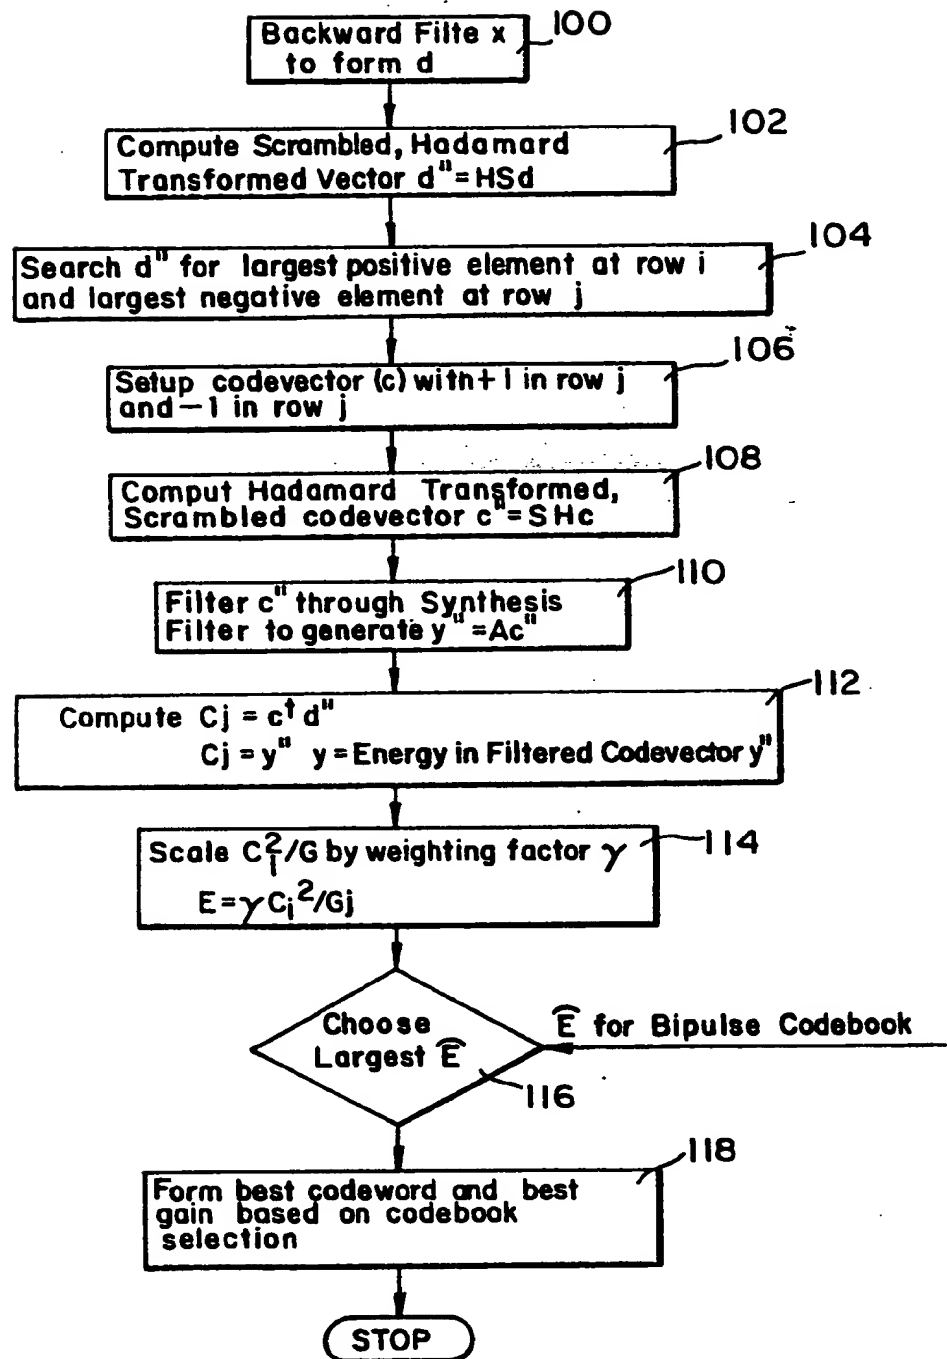 Backward Filte x
to form d
100
Compute Scrambled, Hadamard
Transformed Vector d" = HSd
102
Search d" for largest positive element at row i
and largest negative element at row j
104
Setup codevector (c) with +1 in row j
and -1 in row j
106
Comput Hadamard Transformed,
Scrambled codevector c" = SHc
108
Filter c" through Synthesis
Filter to generate y" = Ac"
110
Compute Cj = c† d"
Cj = y" y = Energy in Filtered Codevector y"
112
Scale C_i²/G by weighting factor γ
E = γ C_i²/Gj
114
Choose
Largest Ê
116
Ê for Bipulse Codebook
Form best codeword and best
gain based on codebook
selection
118
STOP